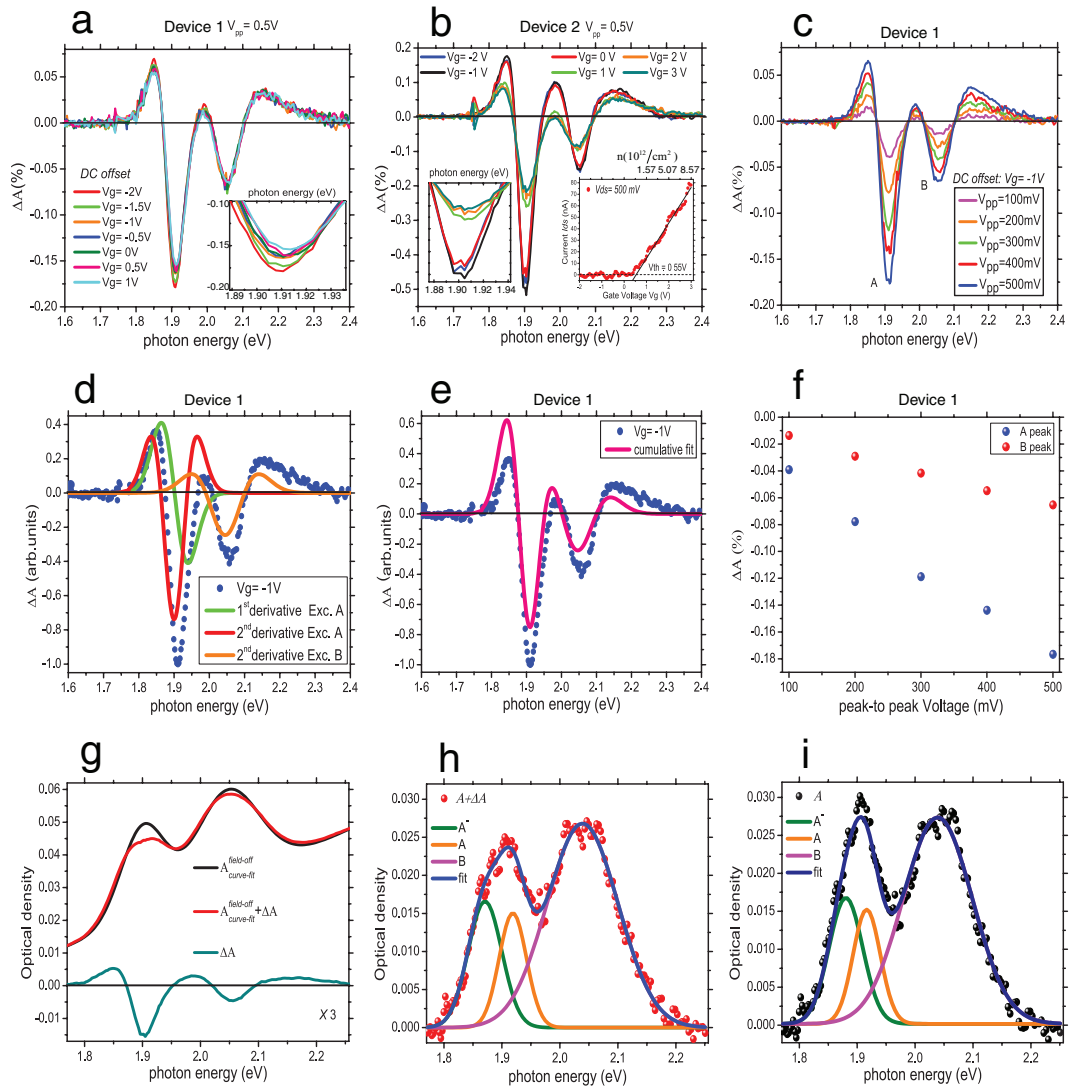 a
Device 1 Vpp= 0.5V
ΔA(%)
0.05
0.00
-0.05
-0.10
-0.15
-0.20
DC offset
Vg= -2V
Vg= -1.5V
Vg= -1V
Vg= -0.5V
Vg= 0V
Vg= 0.5V
Vg= 1V
photon energy (eV)
-0.10
-0.15
-0.20
1.89 1.90 1.91 1.92 1.93
1.6 1.7 1.8 1.9 2.0 2.1 2.2 2.3 2.4
photon energy (eV)
b
Device 2 Vpp=0.5V
ΔA(%)
0.2
0.1
0.0
-0.1
-0.2
-0.3
-0.4
-0.5
Vg= -2 V
Vg= 0 V
Vg= 2 V
Vg= -1 V
Vg= 1 V
Vg= 3 V
photon energy (eV)
1.88 1.90 1.92 1.94
n(10^12/cm^2)
1.57 5.07 8.57
Vds= 500 mV
Current Ids (nA)
80
70
60
50
40
30
20
10
0
Vth = 0.55V
-2 -1 0 1 2 3
Gate Voltage Vg (V)
1.6 1.7 1.8 1.9 2.0 2.1 2.2 2.3 2.4
photon energy (eV)
c
Device 1
ΔA(%)
0.10
0.05
0.00
-0.05
-0.10
-0.15
-0.20
A
B
DC offset: Vg= -1V
Vpp=100mV
Vpp=200mV
Vpp=300mV
Vpp=400mV
Vpp=500mV
1.6 1.7 1.8 1.9 2.0 2.1 2.2 2.3 2.4
photon energy (eV)
d
Device 1
ΔA (arb.units)
0.4
0.2
0.0
-0.2
-0.4
-0.6
-0.8
-1.0
Vg= -1V
1st derivative Exc. A
2nd derivative Exc. A
2nd derivative Exc. B
1.6 1.7 1.8 1.9 2.0 2.1 2.2 2.3 2.4
photon energy (eV)
e
Device 1
ΔA (arb.units)
0.6
0.4
0.2
0.0
0.2
0.4
0.6
0.8
-1.0
Vg= -1V
cumulative fit
1.6 1.7 1.8 1.9 2.0 2.1 2.2 2.3 2.4
photon energy (eV)
f
Device 1
ΔA (%)
0.00
-0.02
-0.04
-0.06
-0.08
-0.10
-0.12
-0.14
-0.16
-0.18
A peak
B peak
100 200 300 400 500
peak-to peak Voltage (mV)
g
Optical density
0.06
0.05
0.04
0.03
0.02
0.01
0.00
-0.01
A field-off curve-fit
A field-off curve-fit +ΔA
ΔA
X 3
1.8 1.9 2.0 2.1 2.2
photon energy (eV)
h
Optical density
0.030
0.025
0.020
0.015
0.010
0.005
0.000
A+ΔA
A-
A
B
fit
1.8 1.9 2.0 2.1 2.2
photon energy (eV)
i
Optical density
0.030
0.025
0.020
0.015
0.010
0.005
0.000
A
A-
A
B
fit
1.8 1.9 2.0 2.1 2.2
photon energy (eV)